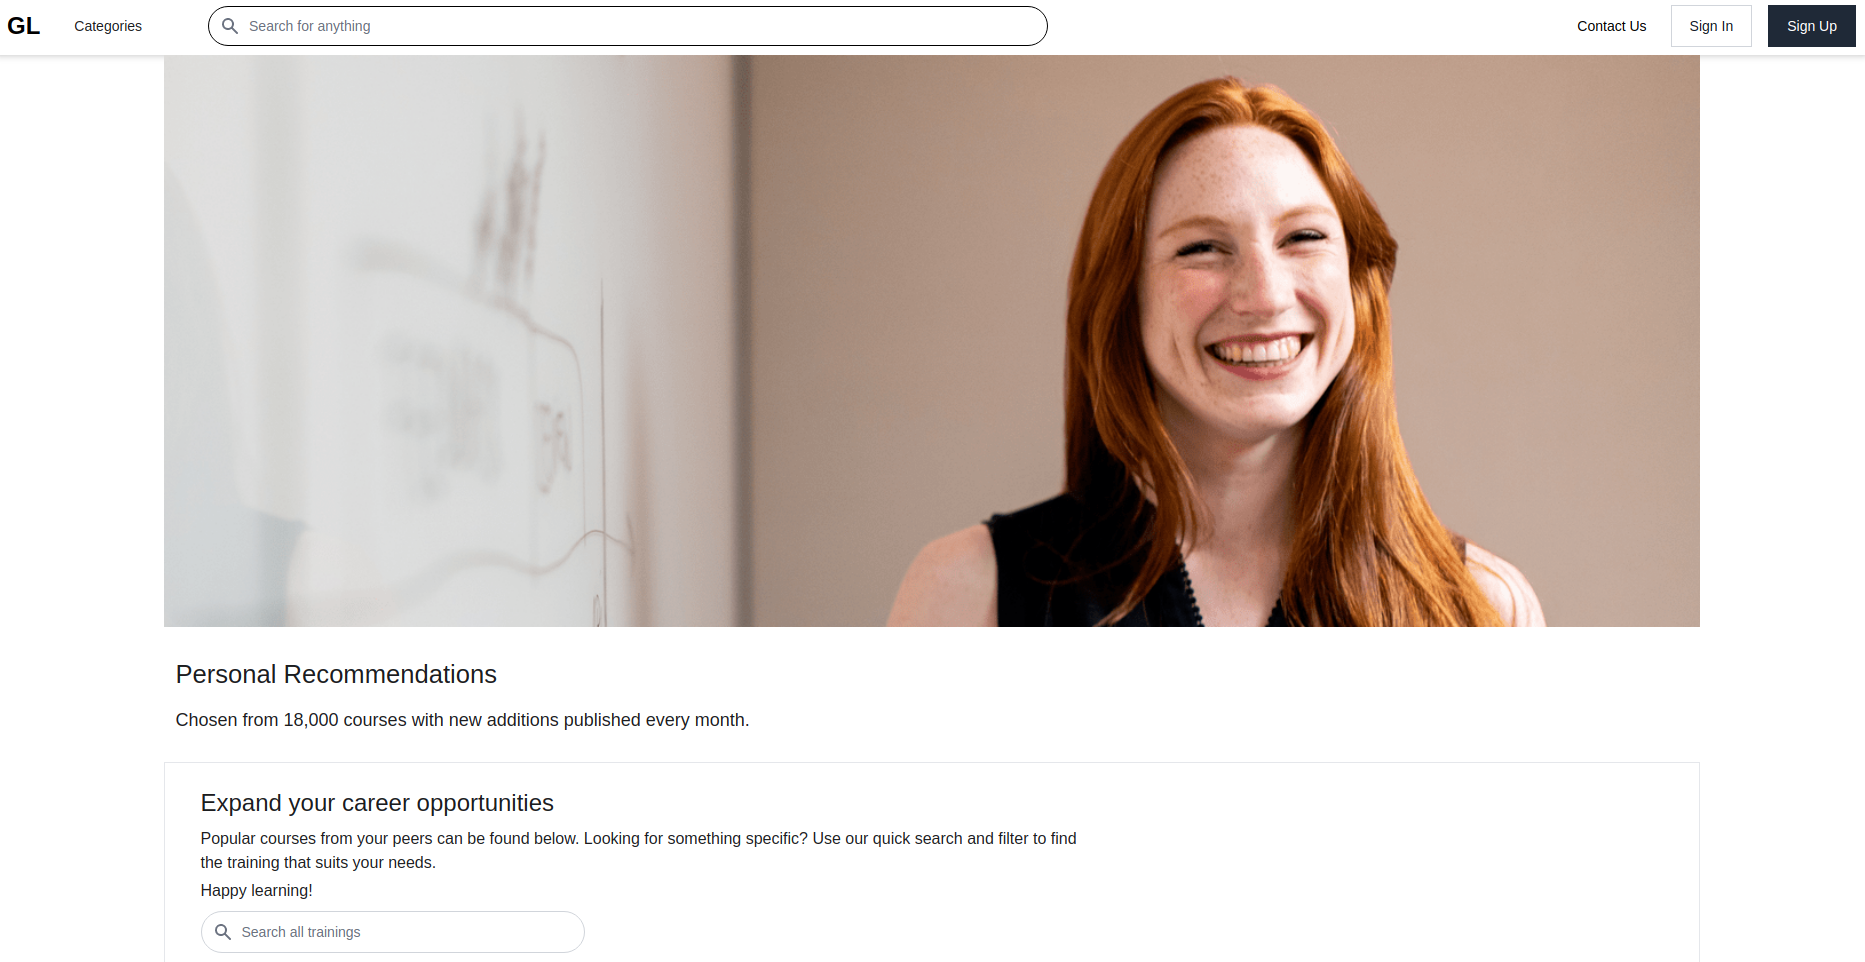 GL
Categories
Search for anything
Contact Us
Sign In
Sign Up
Personal Recommendations
Chosen from 18,000 courses with new additions published every month.
Expand your career opportunities
Popular courses from your peers can be found below. Looking for something specific? Use our quick search and filter to find
the training that suits your needs.
Happy learning!
Search all trainings